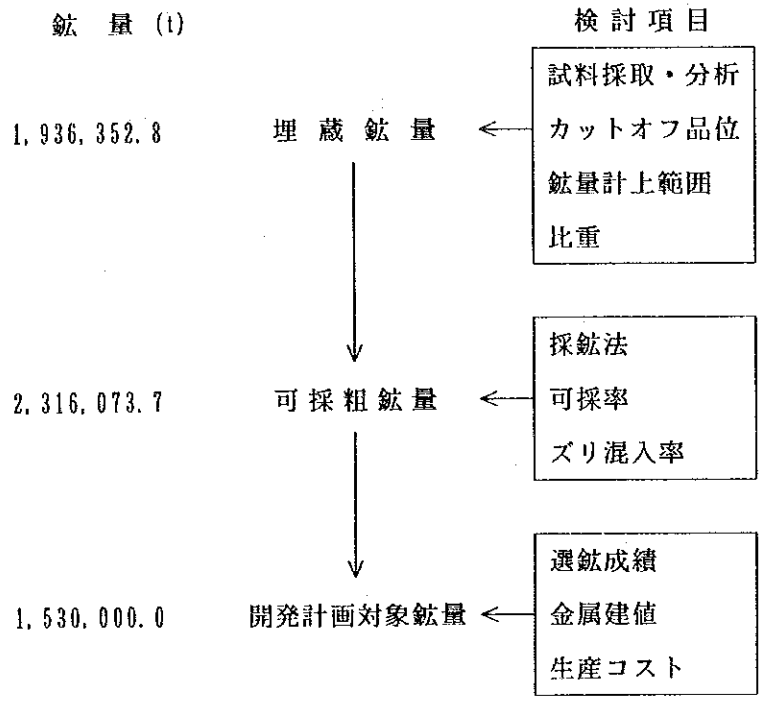 鉱量(t)
検討項目
試料採取・分析
1,936,352.8 埋蔵鉱量 カットオフ品位
鉱量計上範囲
比重
採鉱法
2,316,073.7 可採粗鉱量 可採率
ズリ混入率
選鉱成績
1,530,000.0 開発計画対象鉱量 金属建値
生産コスト